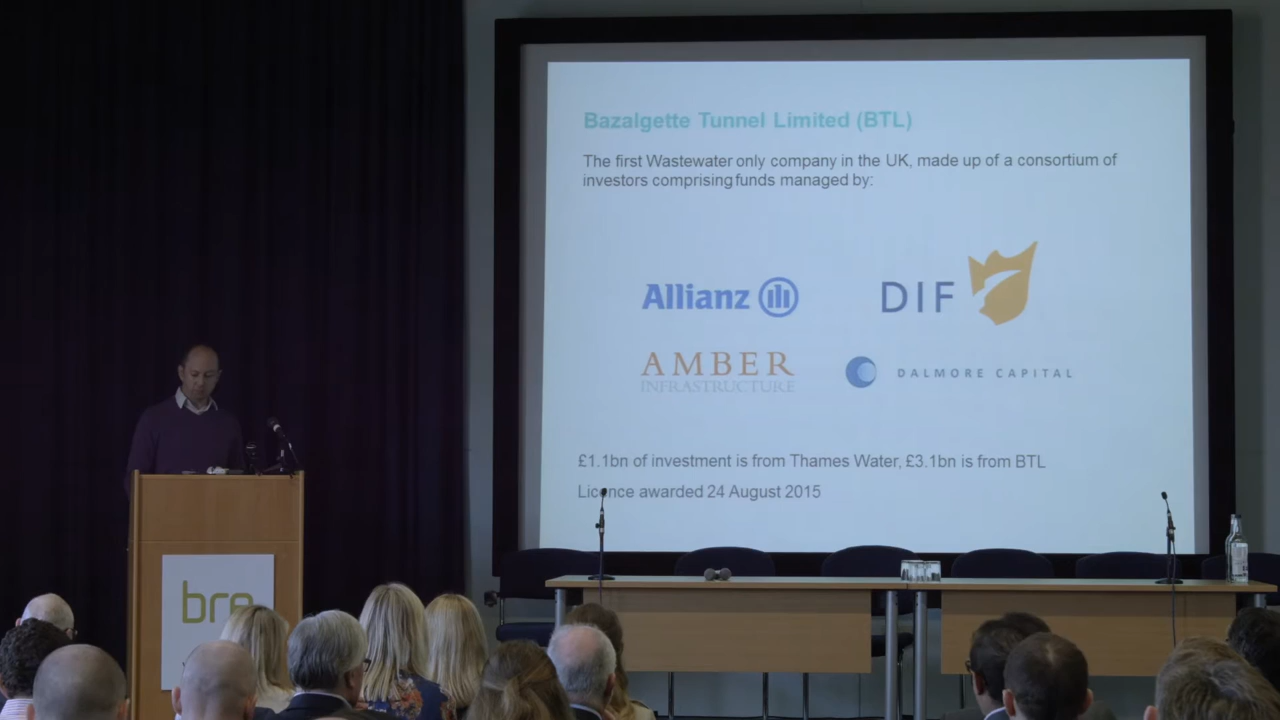 Bazalgette Tunnel Limited (BTL)
The first Wastewater only company in the UK, made up of a consortium of
investors comprising funds managed by:
Allianz
DIF
AMBER
INFRASTRUCTURE
DALMORE CAPITAL
£1.1bn of investment is from Thames Water, £3.1bn is from BTL
Licence awarded 24 August 2015
bre